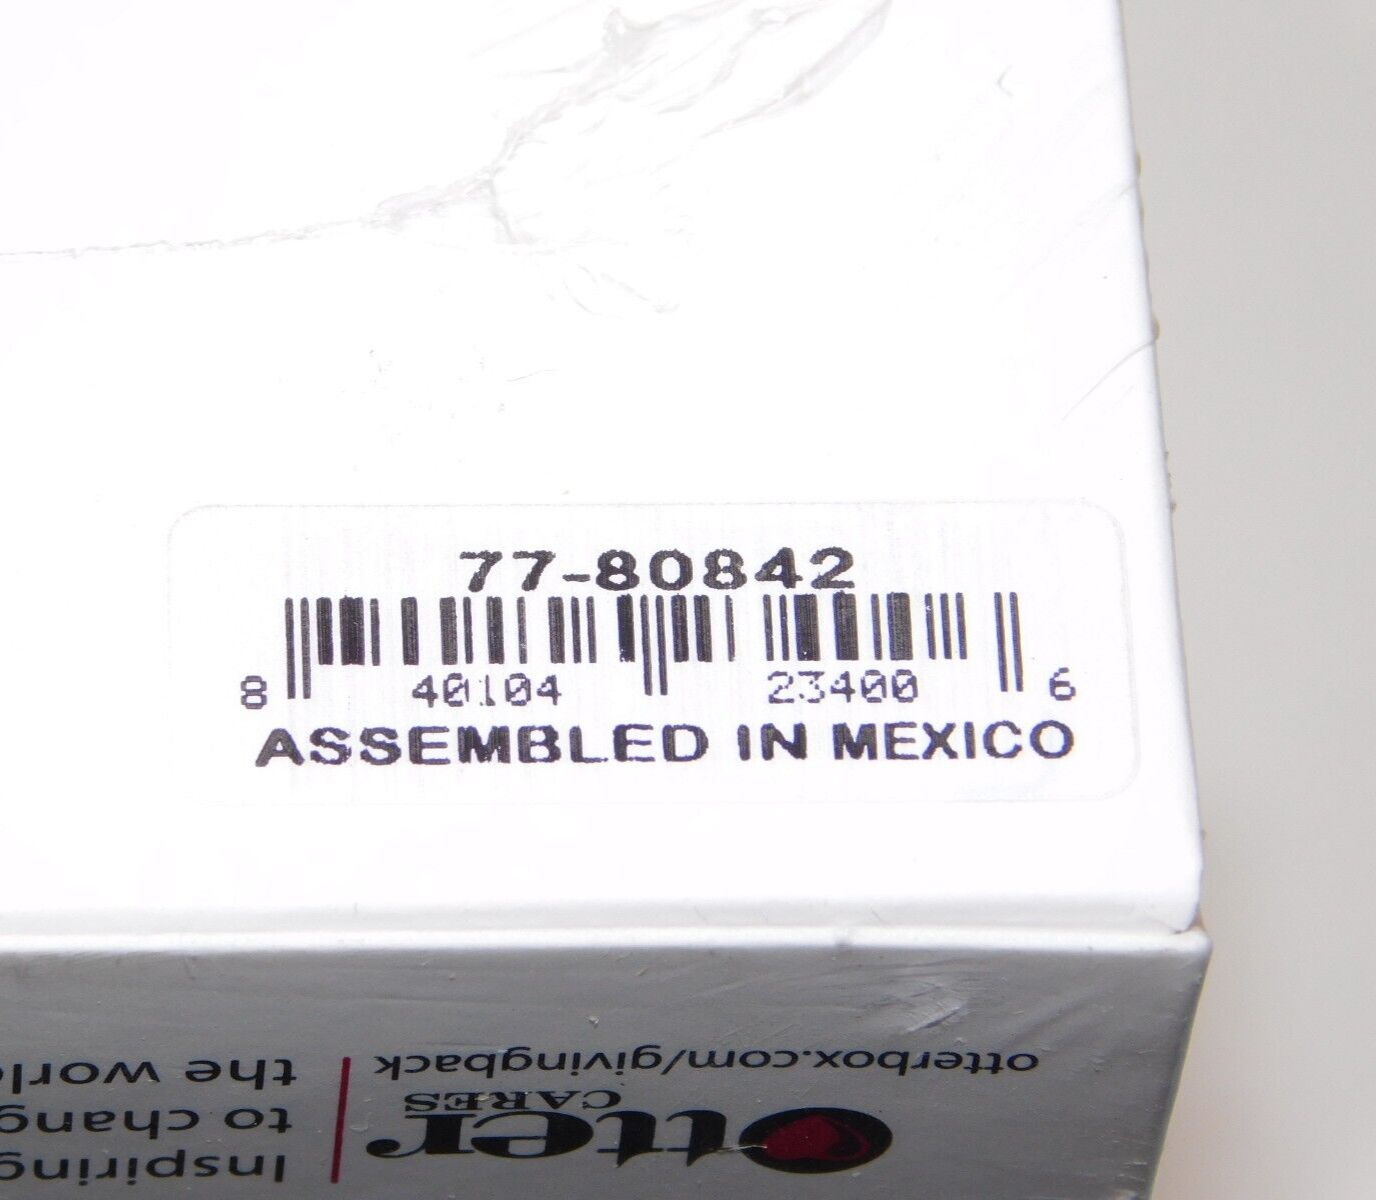 77-80842
8 40104 23400 6
ASSEMBLED IN MEXICO
otterbox.com/givingback
Otter
CARES
Inspiring
to chang
the worl